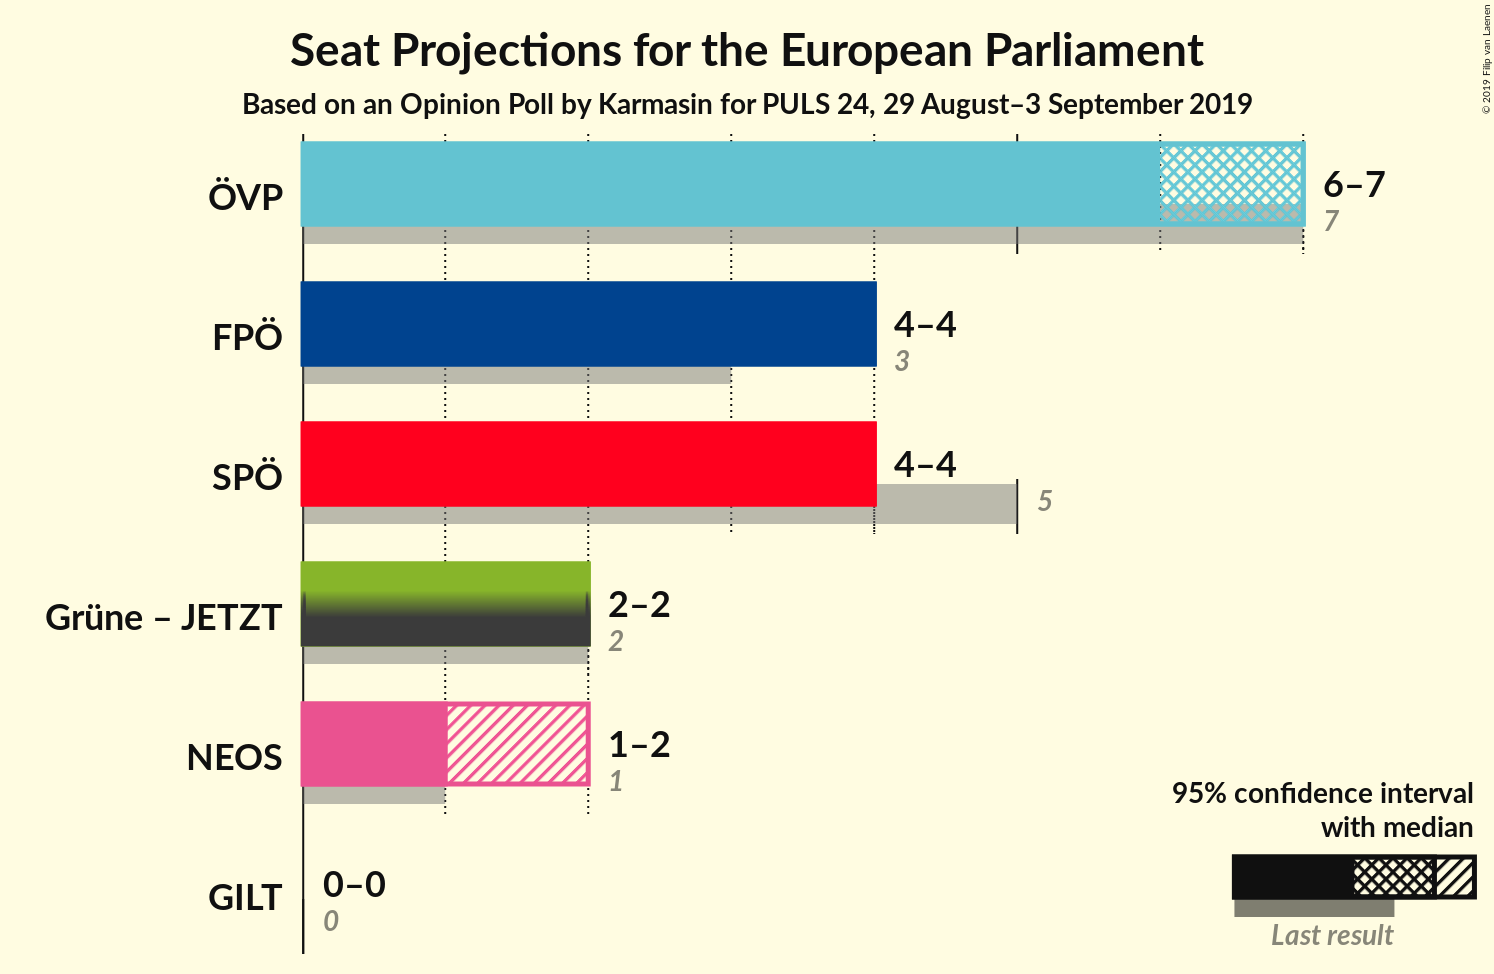 Seat Projections for the European Parliament
Based on an Opinion Poll by Karmasin for PULS 24, 29 August–3 September 2019
© 2019 Filip van Laenen
ÖVP
6–7
7
FPÖ
4–4
3
SPÖ
4–4
5
Grüne – JETZT
2–2
2
NEOS
1–2
1
GILT
0–0
0
95% confidence interval
with median
Last result